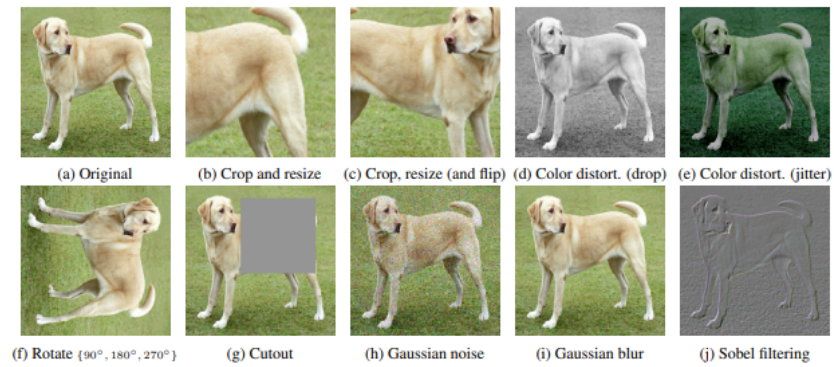 (a) Original
(b) Crop and resize
(c) Crop, resize (and flip)
(d) Color distort. (drop)
(e) Color distort. (jitter)
(f) Rotate {90°, 180°, 270°}
(g) Cutout
(h) Gaussian noise
(i) Gaussian blur
(j) Sobel filtering